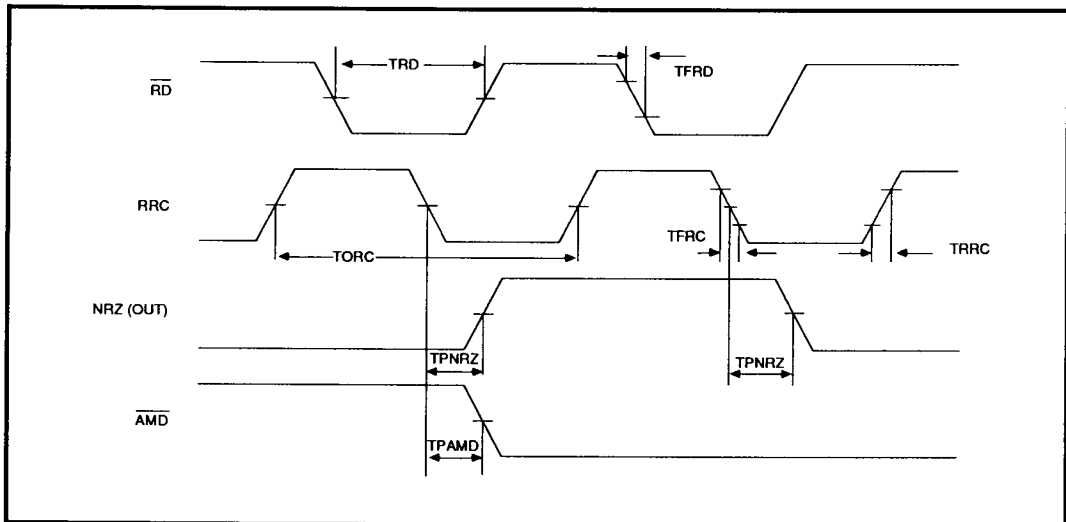 TRD
TFRD
RD
RRC
TFRC
TRRC
TORC
NRZ (OUT)
TPNRZ
TPNRZ
AMD
TPAMD